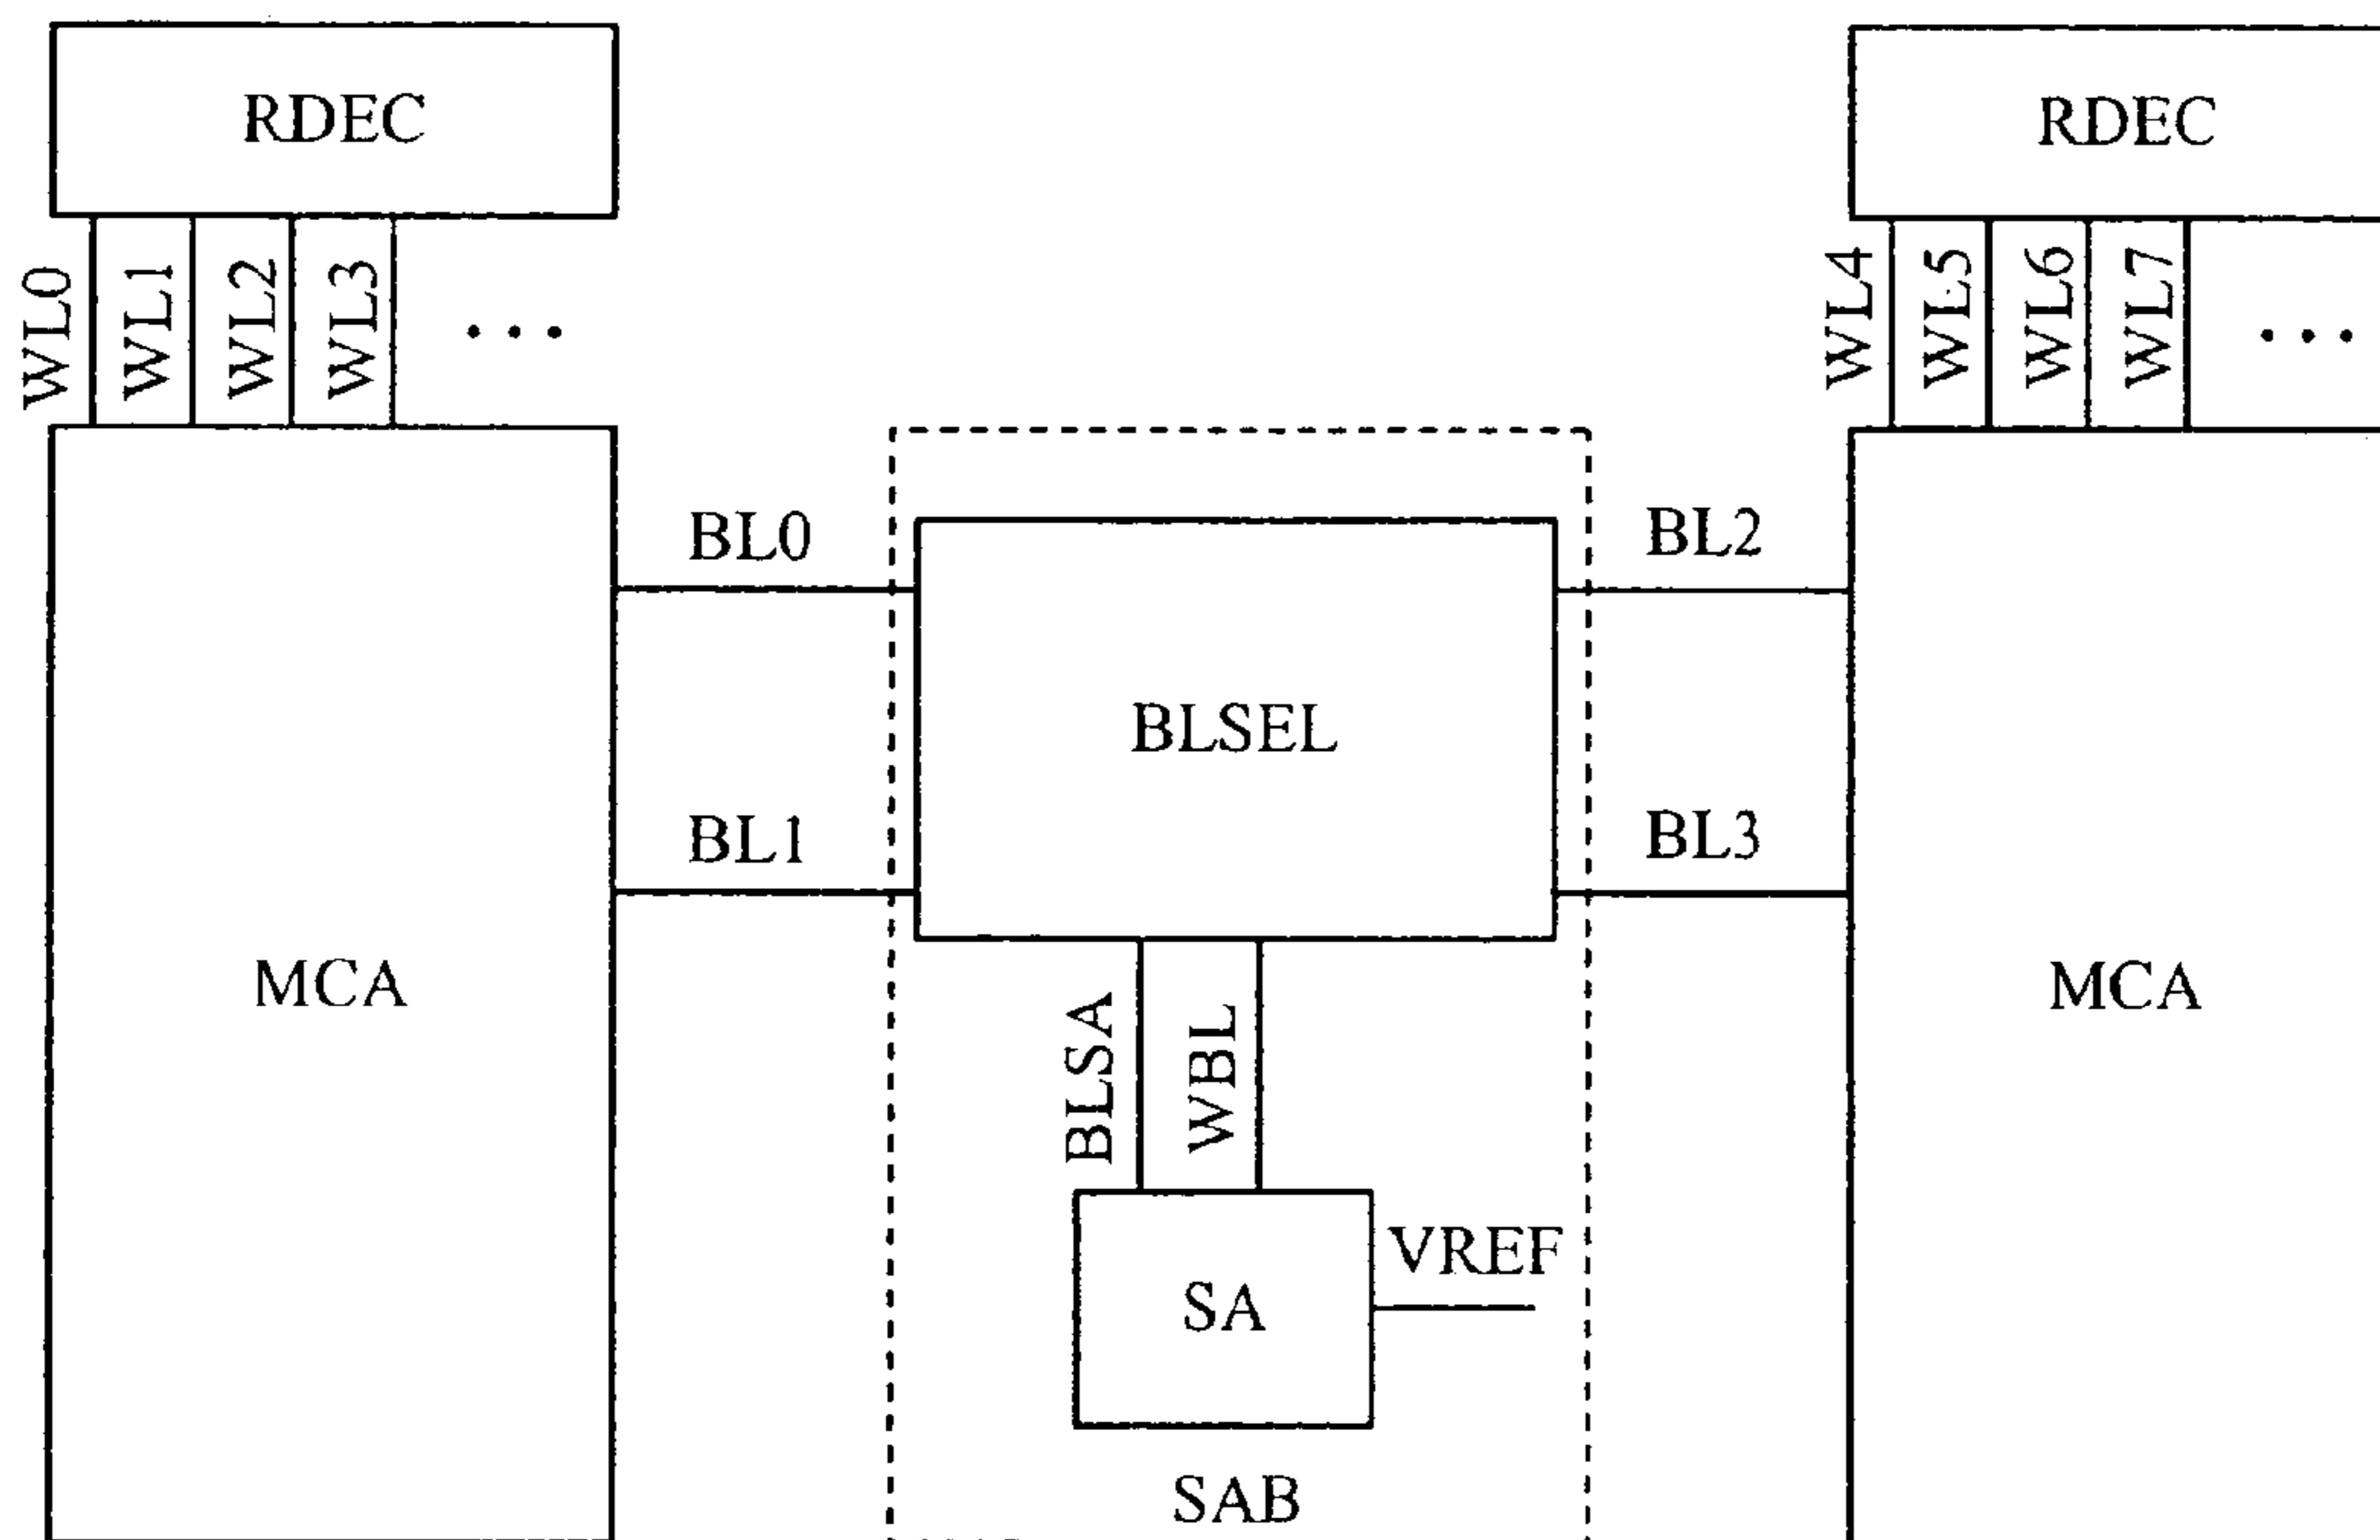 RDEC
RDEC
WL0
WL1
WL2
WL3
...
WL4
WL5
WL6
WL7
...
BL0
BL2
BLSEL
BL1
BL3
MCA
MCA
BLSA
WBL
VREF
SA
SAB